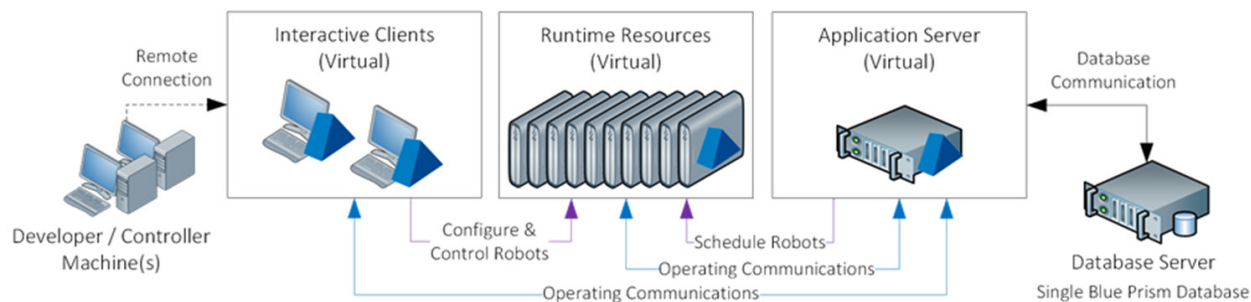 Interactive Clients
(Virtual)
Runtime Resources
(Virtual)
Application Server
(Virtual)
Remote
Connection
Database
Communication
Developer / Controller
Machine(s)
Configure &
Control Robots
Schedule Robots
Operating Communications
Operating Communications
Database Server
Single Blue Prism Database